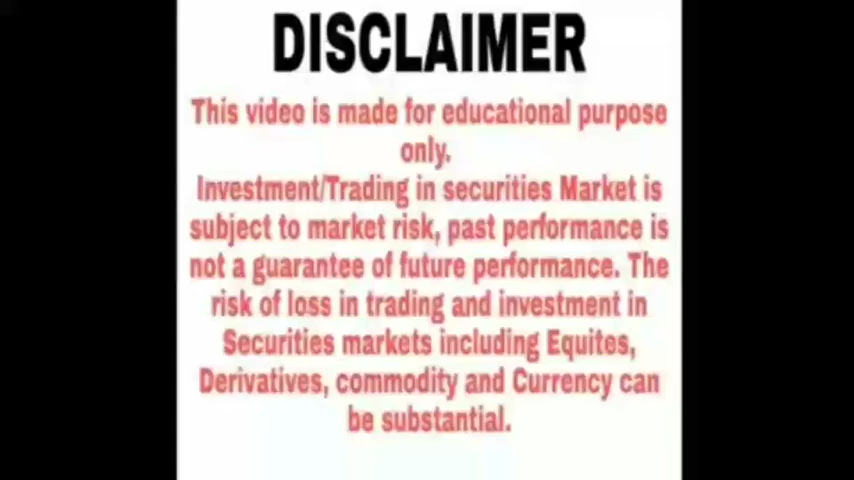 DISCLAIMER
This video is made for educational purpose
only.
Investment/Trading in securities Market is
subject to market risk, past performance is
not a guarantee of future performance. The
risk of loss in trading and investment in
Securities markets including Equites,
Derivatives, commodity and Currency can
be substantial.